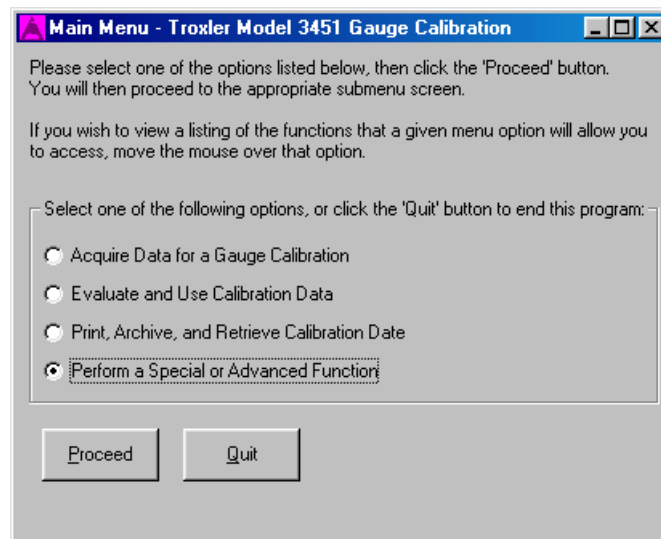 Main Menu - Troxler Model 3451 Gauge Calibration
Please select one of the options listed below, then click the 'Proceed' button.
You will then proceed to the appropriate submenu screen.
If you wish to view a listing of the functions that a given menu option will allow you
to access, move the mouse over that option.
Select one of the following options, or click the 'Quit' button to end this program:
Acquire Data for a Gauge Calibration
Evaluate and Use Calibration Data
Print, Archive, and Retrieve Calibration Date
Perform a Special or Advanced Function
Proceed
Quit